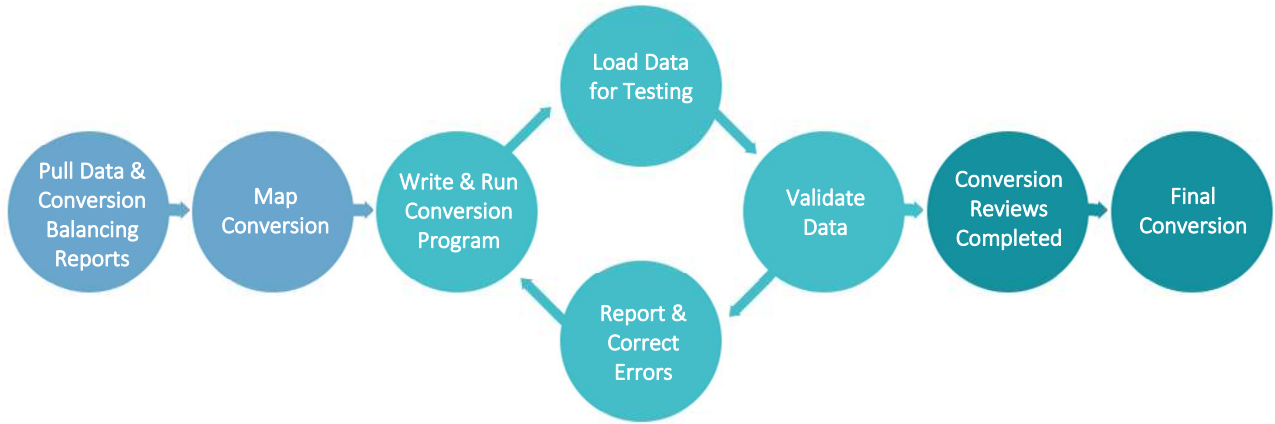 Pull Data &
Conversion
Balancing
Reports
Map
Conversion
Write & Run
Conversion
Program
Load Data
for Testing
Validate
Data
Report &
Correct
Errors
Conversion
Reviews
Completed
Final
Conversion